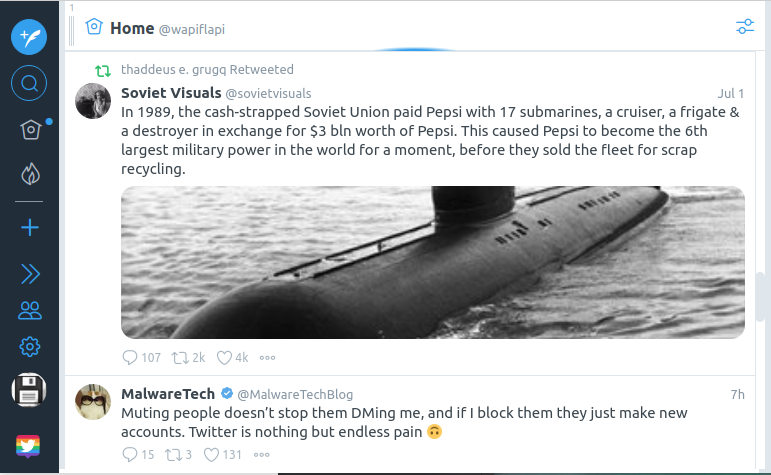 1
Home @wapiflapi
thaddeus e. grugq Retweeted
Soviet Visuals @sovietvisuals Jul 1
In 1989, the cash-strapped Soviet Union paid Pepsi with 17 submarines, a cruiser, a frigate &
a destroyer in exchange for $3 bln worth of Pepsi. This caused Pepsi to become the 6th
largest military power in the world for a moment, before they sold the fleet for scrap
recycling.
107 2k 4k
MalwareTech @MalwareTechBlog 7h
Muting people doesn’t stop them DMing me, and if I block them they just make new
accounts. Twitter is nothing but endless pain 🙃
15 3 131